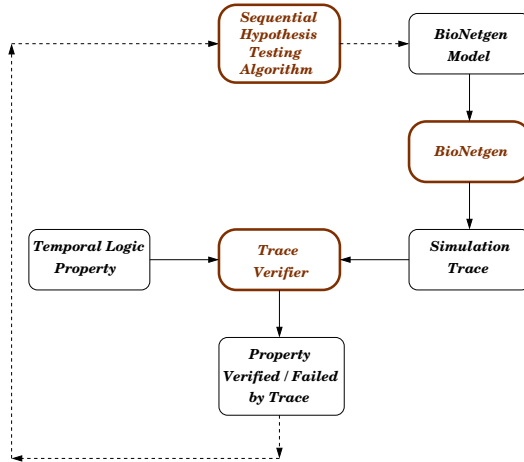 Sequential
Hypothesis
Testing
Algorithm
BioNetgen
Model
BioNetgen
Temporal Logic
Property
Trace
Verifier
Simulation
Trace
Property
Verified / Failed
by Trace